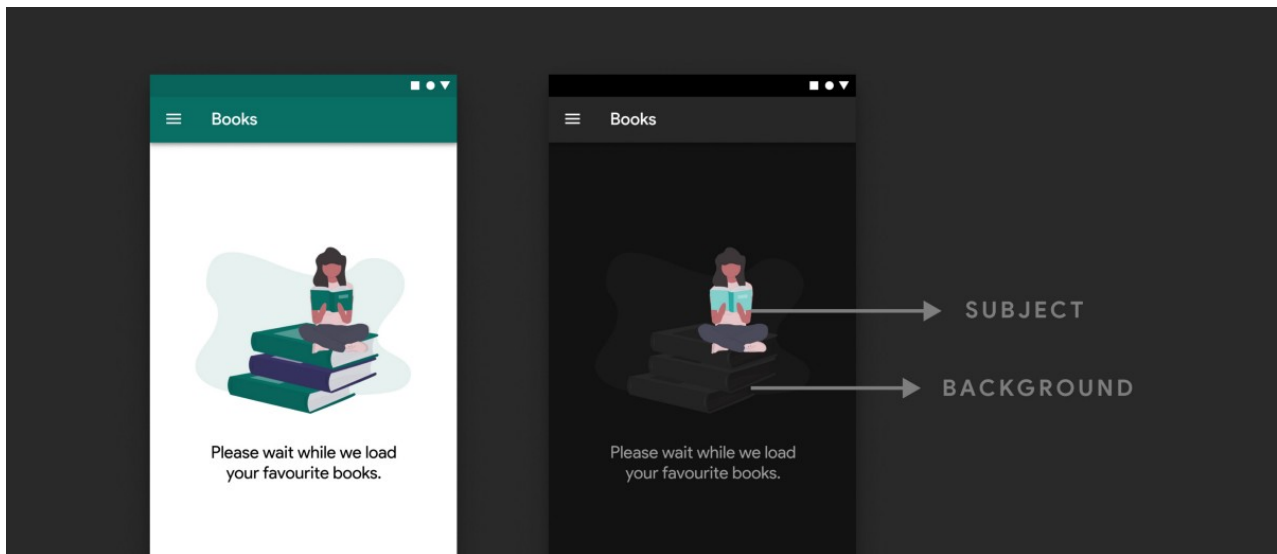 Books
Please wait while we load
your favourite books.
Books
Please wait while we load
your favourite books.
SUBJECT
BACKGROUND